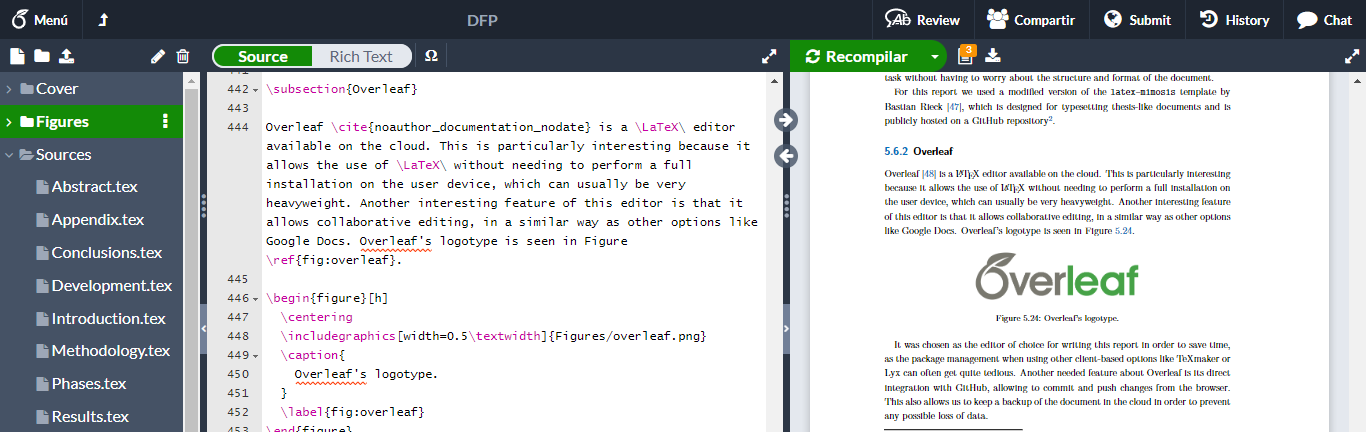 Menú
DFP
Review
Compartir
Submit
History
Chat
Source
Rich Text
Ω
Recompilar
3
Cover
Figures
Sources
Abstract.tex
Appendix.tex
Conclusions.tex
Development.tex
Introduction.tex
Methodology.tex
Phases.tex
Results.tex
442 \subsection{Overleaf}
443
444 Overleaf \cite{noauthor_documentation_nodate} is a \LaTeX\ editor
available on the cloud. This is particularly interesting because it
allows the use of \LaTeX\ without needing to perform a full
installation on the user device, which can usually be very
heavyweight. Another interesting feature of this editor is that it
allows collaborative editing, in a similar way as other options like
Google Docs. Overleaf's logotype is seen in Figure
\ref{fig:overleaf}.
445
446 \begin{figure}[h]
447 \centering
448 \includegraphics[width=0.5\textwidth]{Figures/overleaf.png}
449 \caption{
450 Overleaf's logotype.
451 }
452 \label{fig:overleaf}
453 \end{figure}
task without having to worry about the structure and format of the document.
For this report we used a modified version of the latex-mimosis template by
Bastian Rieck [47], which is designed for typesetting thesis-like documents and is
publicly hosted on a GitHub repository².
5.6.2 Overleaf
Overleaf [48] is a LaTeX editor available on the cloud. This is particularly interesting
because it allows the use of LaTeX without needing to perform a full installation on
the user device, which can usually be very heavyweight. Another interesting feature
of this editor is that it allows collaborative editing, in a similar way as other options
like Google Docs. Overleaf's logotype is seen in Figure 5.24.
Overleaf
Figure 5.24: Overleaf's logotype.
It was chosen as the editor of choice for writing this report in order to save time,
as the package management when using other client-based options like TeXmaker or
Lyx can often get quite tedious. Another needed feature about Overleaf is its direct
integration with GitHub, allowing to commit and push changes from the browser.
This also allows us to keep a backup of the document in the cloud in order to prevent
any possible loss of data.